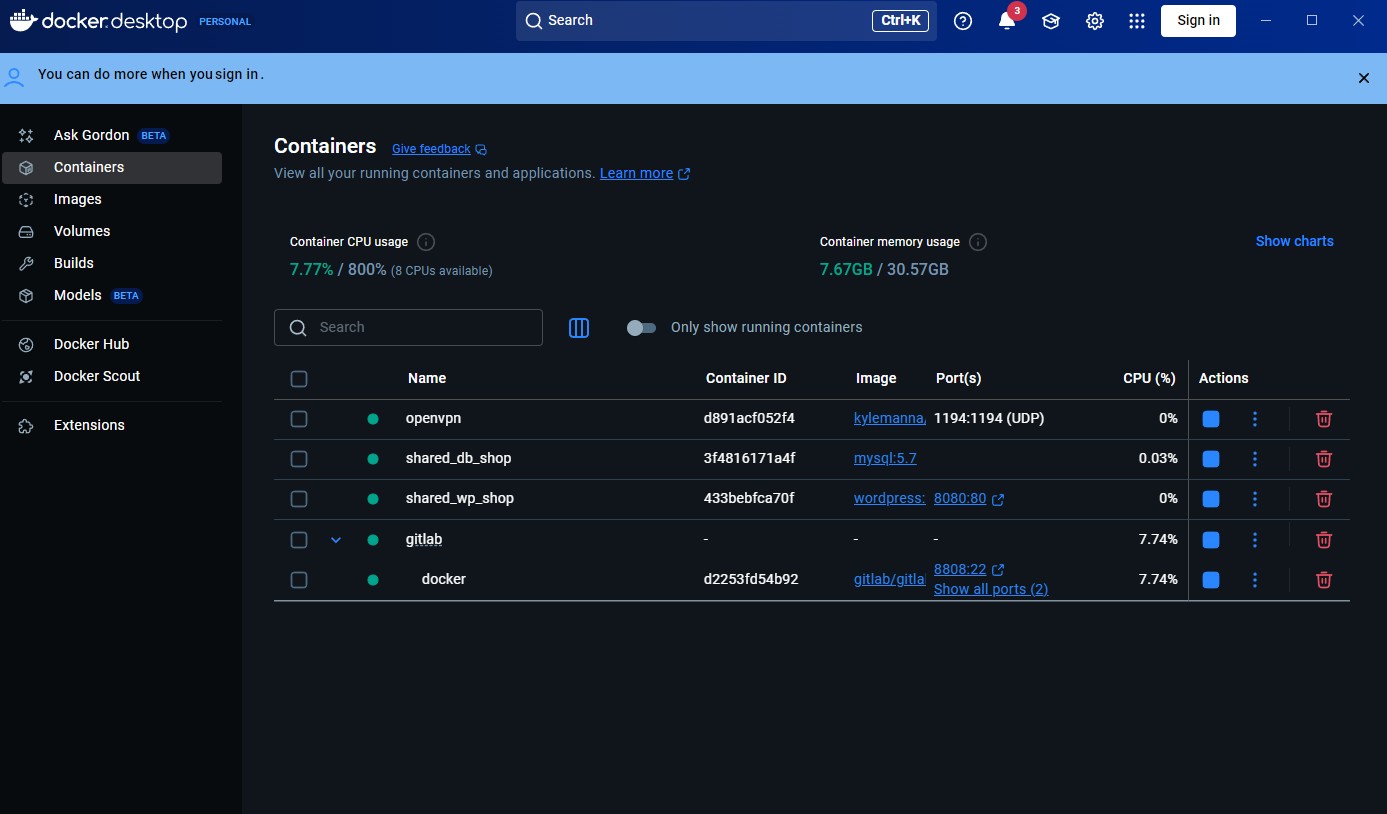 docker.desktop PERSONAL
Search
Ctrl+K
3
Sign in
You can do more when you sign in.
Ask Gordon BETA
Containers
Images
Volumes
Builds
Models BETA
Docker Hub
Docker Scout
Extensions
Containers Give feedback
View all your running containers and applications. Learn more
Container CPU usage
7.77% / 800% (8 CPUs available)
Container memory usage
7.67GB / 30.57GB
Show charts
Search
Only show running containers
Name Container ID Image Port(s) CPU (%) Actions
openvpn d891acf052f4 kylemanna, 1194:1194 (UDP) 0%
shared_db_shop 3f4816171a4f mysql:5.7 0.03%
shared_wp_shop 433bebfca70f wordpress: 8080:80 0%
gitlab - - - 7.74%
docker d2253fd54b92 gitlab/gitla 8808:22 7.74%
Show all ports (2)